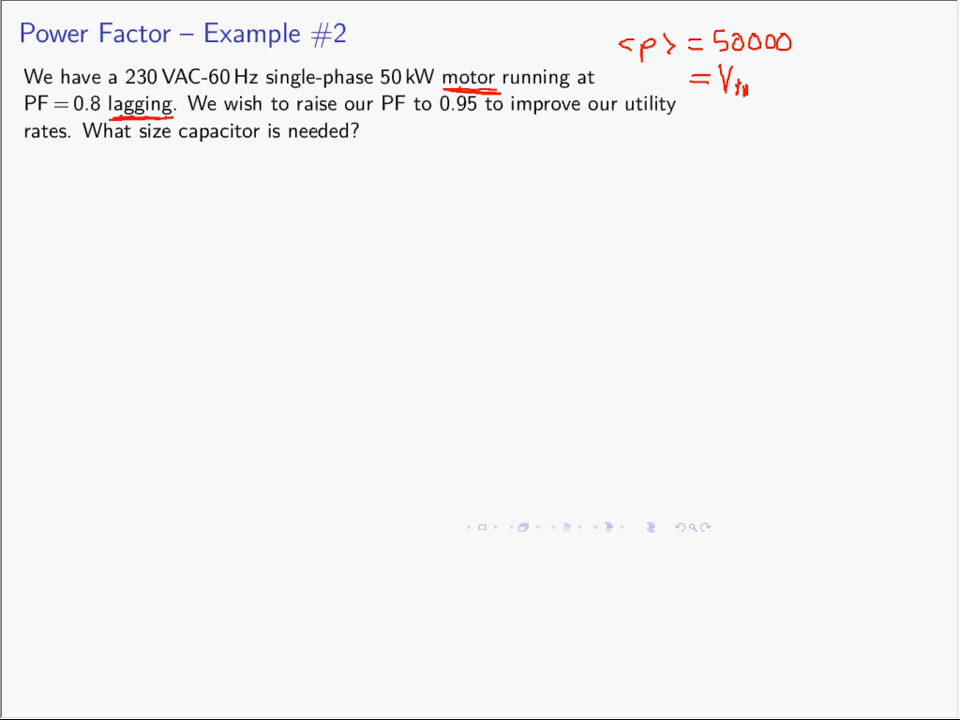 Power Factor – Example #2
We have a 230 VAC-60 Hz single-phase 50 kW motor running at
PF = 0.8 lagging. We wish to raise our PF to 0.95 to improve our utility
rates. What size capacitor is needed?
<p> = 50000
= V